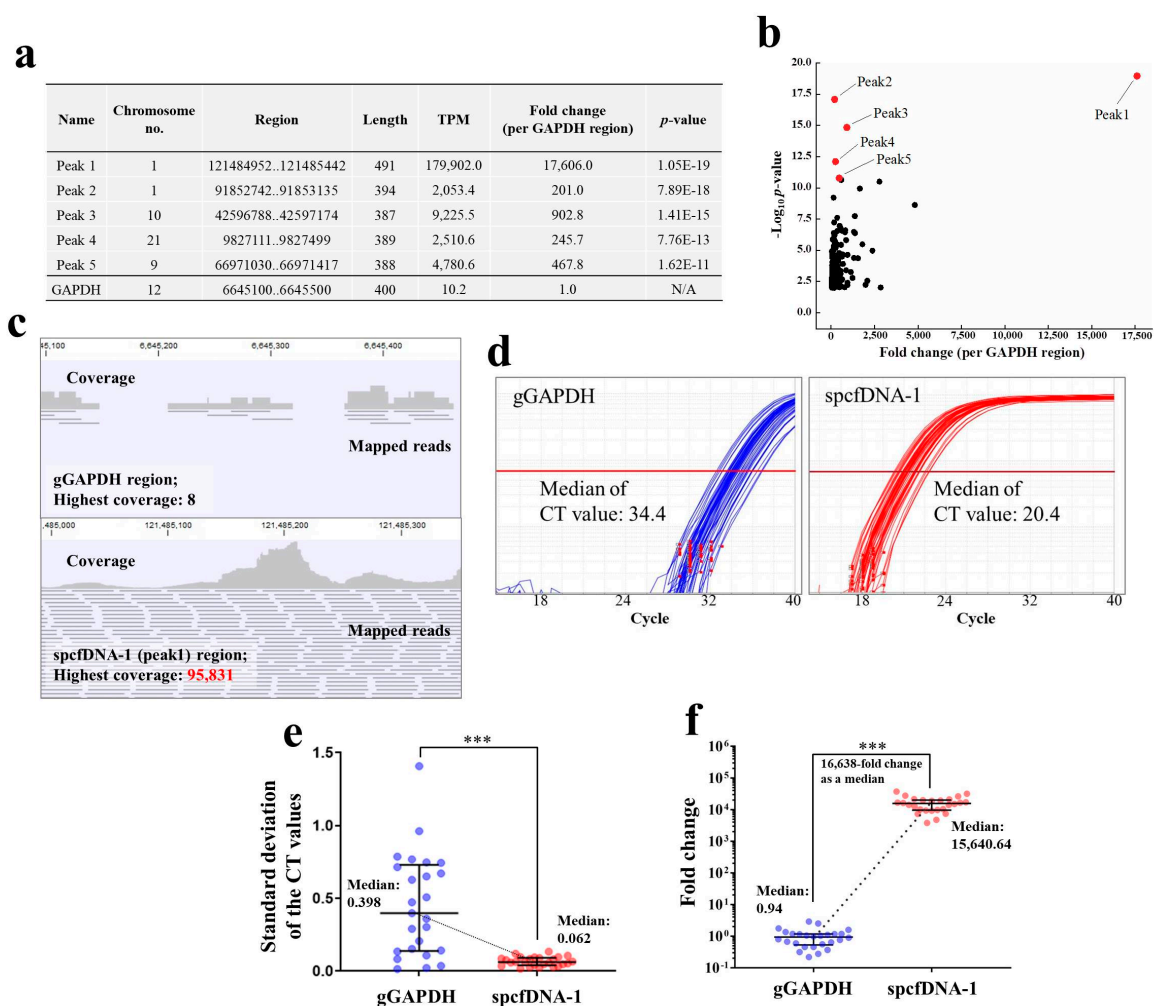 a
Name Chromosome no. Region Length TPM Fold change (per GAPDH region) p-value
Peak 1 1 121484952..121485442 491 179,902.0 17,606.0 1.05E-19
Peak 2 1 91852742..91853135 394 2,053.4 201.0 7.89E-18
Peak 3 10 42596788..42597174 387 9,225.5 902.8 1.41E-15
Peak 4 21 9827111..9827499 389 2,510.6 245.7 7.76E-13
Peak 5 9 66971030..66971417 388 4,780.6 467.8 1.62E-11
GAPDH 12 6645100..6645500 400 10.2 1.0 N/A
b
-Log10 p-value
20.0
17.5
15.0
12.5
10.0
7.5
5.0
2.5
0.0
Peak2
Peak3
Peak1
Peak4
Peak5
0 2,500 5,000 7,500 10,000 12,500 15,000 17,500
Fold change (per GAPDH region)
c
45,100 6,645,200 6,645,300 6,645,400
Coverage
Mapped reads
gGAPDH region;
Highest coverage: 8
,485,000 121,485,100 121,485,200 121,485,300
Coverage
Mapped reads
spcfDNA-1 (peak1) region;
Highest coverage: 95,831
d
gGAPDH
Median of
CT value: 34.4
18 24 32 40
Cycle
spcfDNA-1
Median of
CT value: 20.4
18 24 32 40
Cycle
e
Standard deviation
of the CT values
1.5
1.0
0.5
0.0
***
Median:
0.398
Median:
0.062
gGAPDH spcfDNA-1
f
Fold change
10^6
10^5
10^4
10^3
10^2
10^1
10^0
10^-1
***
16,638-fold change
as a median
Median:
15,640.64
Median:
0.94
gGAPDH spcfDNA-1